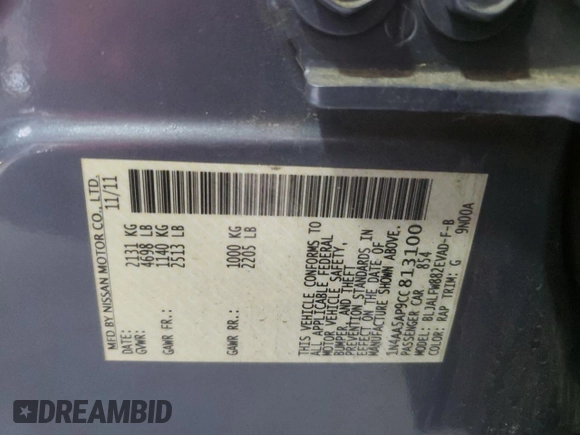 MFD BY NISSAN MOTOR CO., LTD.
DATE: 11/11
GVWR: 2131 KG
4698 LB
GAWR FR: 1140 KG
2513 LB
GAWR RR: 1000 KG
2205 LB
THIS VEHICLE CONFORMS TO
ALL APPLICABLE FEDERAL
MOTOR VEHICLE SAFETY,
BUMPER, AND THEFT
PREVENTION STANDARDS IN
EFFECT ON THE DATE OF
MANUFACTURE SHOWN ABOVE.
1N4AA5AP9CC813100
PASSENGER CAR 834
MODEL: BLJALFW882EVAD-F-B
COLOR: RAP TRIM: G 9N00A
DREAMBID